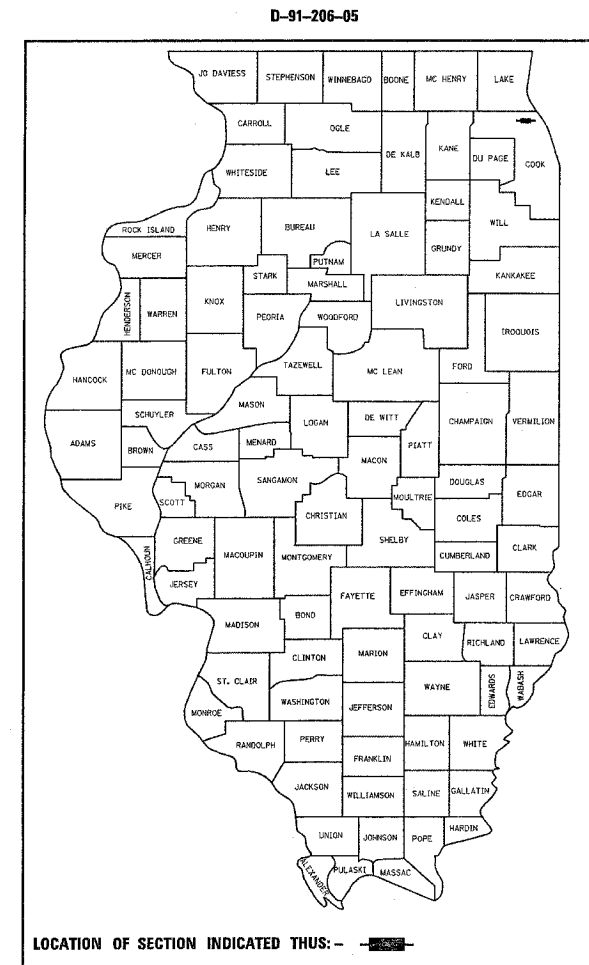 D-91-206-05
JO DAVIESS STEPHENSON WINNEBAGO BOONE MC HENRY LAKE
CARROLL OGLE DE KALB KANE DU PAGE COOK
WHITESIDE LEE
KENDALL WILL
ROCK ISLAND HENRY BUREAU LA SALLE GRUNDY
MERCER PUTNAM
STARK MARSHALL KANKAKEE
HENDERSON WARREN KNOX PEORIA WOODFORD LIVINGSTON IROQUOIS
HANCOCK MC DONOUGH FULTON TAZEWELL MC LEAN FORD
MASON
SCHUYLER LOGAN DE WITT CHAMPAIGN VERMILION
ADAMS BROWN CASS MENARD PIATT
MACON
PIKE SCOTT MORGAN SANGAMON MOULTRIE DOUGLAS EDGAR
CHRISTIAN COLES
GREENE MACOUPIN MONTGOMERY SHELBY CUMBERLAND CLARK
CALHOUN JERSEY
FAYETTE EFFINGHAM JASPER CRAWFORD
MADISON BOND
CLAY RICHLAND LAWRENCE
CLINTON MARION
ST. CLAIR WAYNE EDWARDS WABASH
WASHINGTON JEFFERSON
MONROE
RANDOLPH PERRY HAMILTON WHITE
FRANKLIN
JACKSON WILLIAMSON SALINE GALLATIN
UNION JOHNSON POPE HARDIN
ALEXANDER PULASKI MASSAC
LOCATION OF SECTION INDICATED THUS: -